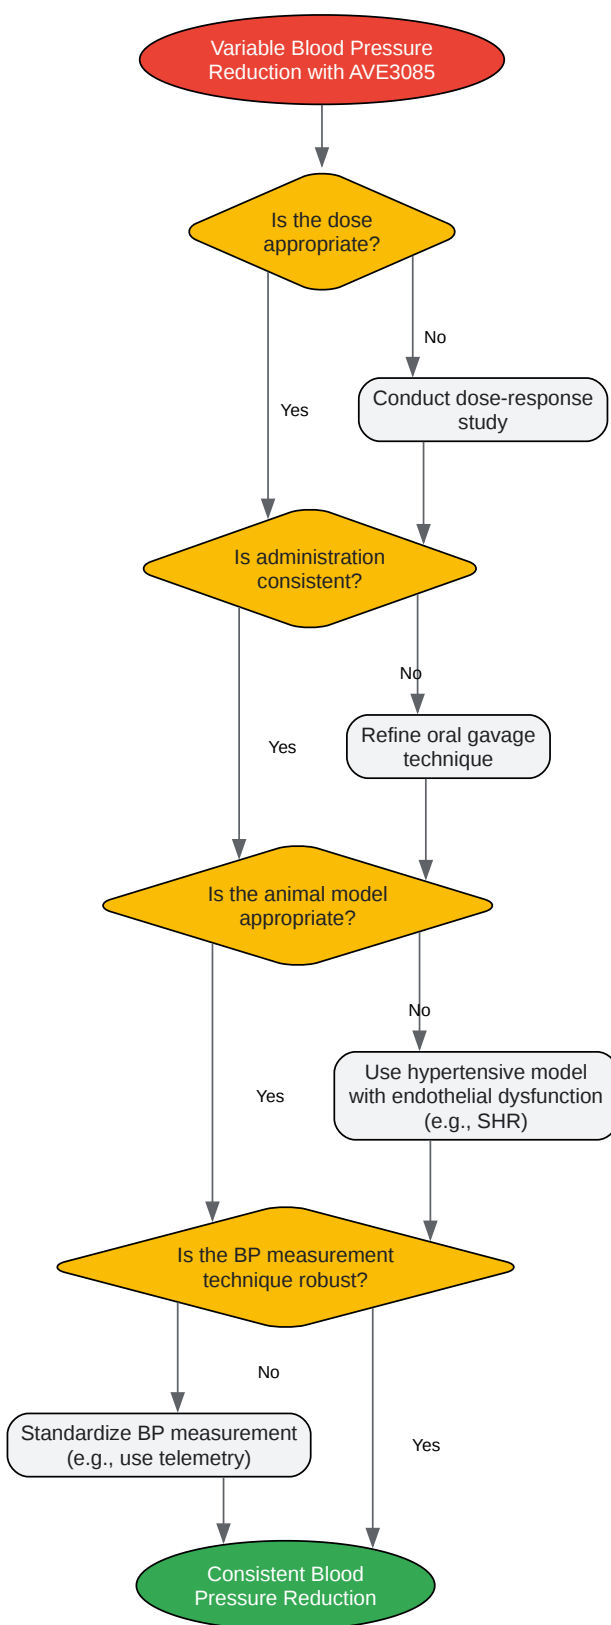 Variable Blood Pressure
Reduction with AVE3085
Is the dose
appropriate?
No
Yes
Conduct dose-response
study
Is administration
consistent?
No
Yes
Refine oral gavage
technique
Is the animal model
appropriate?
No
Yes
Use hypertensive model
with endothelial dysfunction
(e.g., SHR)
Is the BP measurement
technique robust?
No
Yes
Standardize BP measurement
(e.g., use telemetry)
Consistent Blood
Pressure Reduction